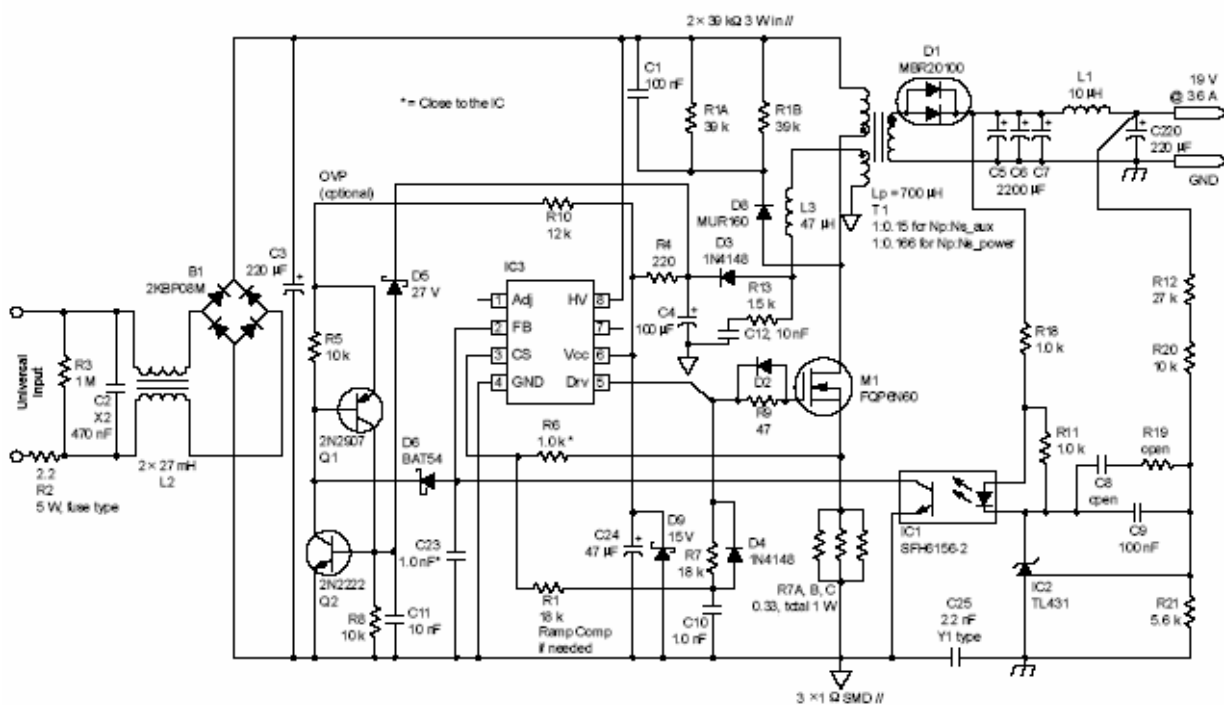 2 × 39 kΩ 3 W in //
D1
MBR20100
L1
10 µH
19 V
@ 3.6 A
C1
100 nF
* = Close to the IC
R1A
39 k
R1B
39 k
C220
220 µF
C5 C6 C7
2200 µF
GND
OVP
(optional)
R10
12 k
D8
MUR160
L3
47 µH
Lp = 700 µH
T1
1:0.15 for Np:Ns_aux
1:0.166 for Np:Ns_power
C3
220 µF
B1
2KBP08M
D5
27 V
R4
220
D3
1N4148
IC3
1 Adj HV 8
2 FB 7
3 CS Vcc 6
4 GND Drv 5
R13
1.5 k
C12, 10 nF
C4
100 µF
R12
27 k
R18
1.0 k
R20
10 k
Universal
Input
R3
1 M
C2
X2
470 nF
R5
10 k
D2
R9
47
M1
FQP6N60
2N2907
Q1
D6
BAT54
R6
1.0 k*
R11
1.0 k
R19
open
C8
open
2.2
R2
5 W, fuse type
2 × 27 mH
L2
IC1
SFH6156-2
C9
100 nF
2N2222
Q2
C23
1.0 nF*
C24
47 µF
D9
15 V
R7
18 k
D4
1N4148
R7A, B, C
0.33, total 1 W
IC2
TL431
R8
10 k
C11
10 nF
R1
18 k
Ramp Comp
if needed
C10
1.0 nF
C25
2.2 nF
Y1 type
R21
5.6 k
3 × 1 Ω SMD //